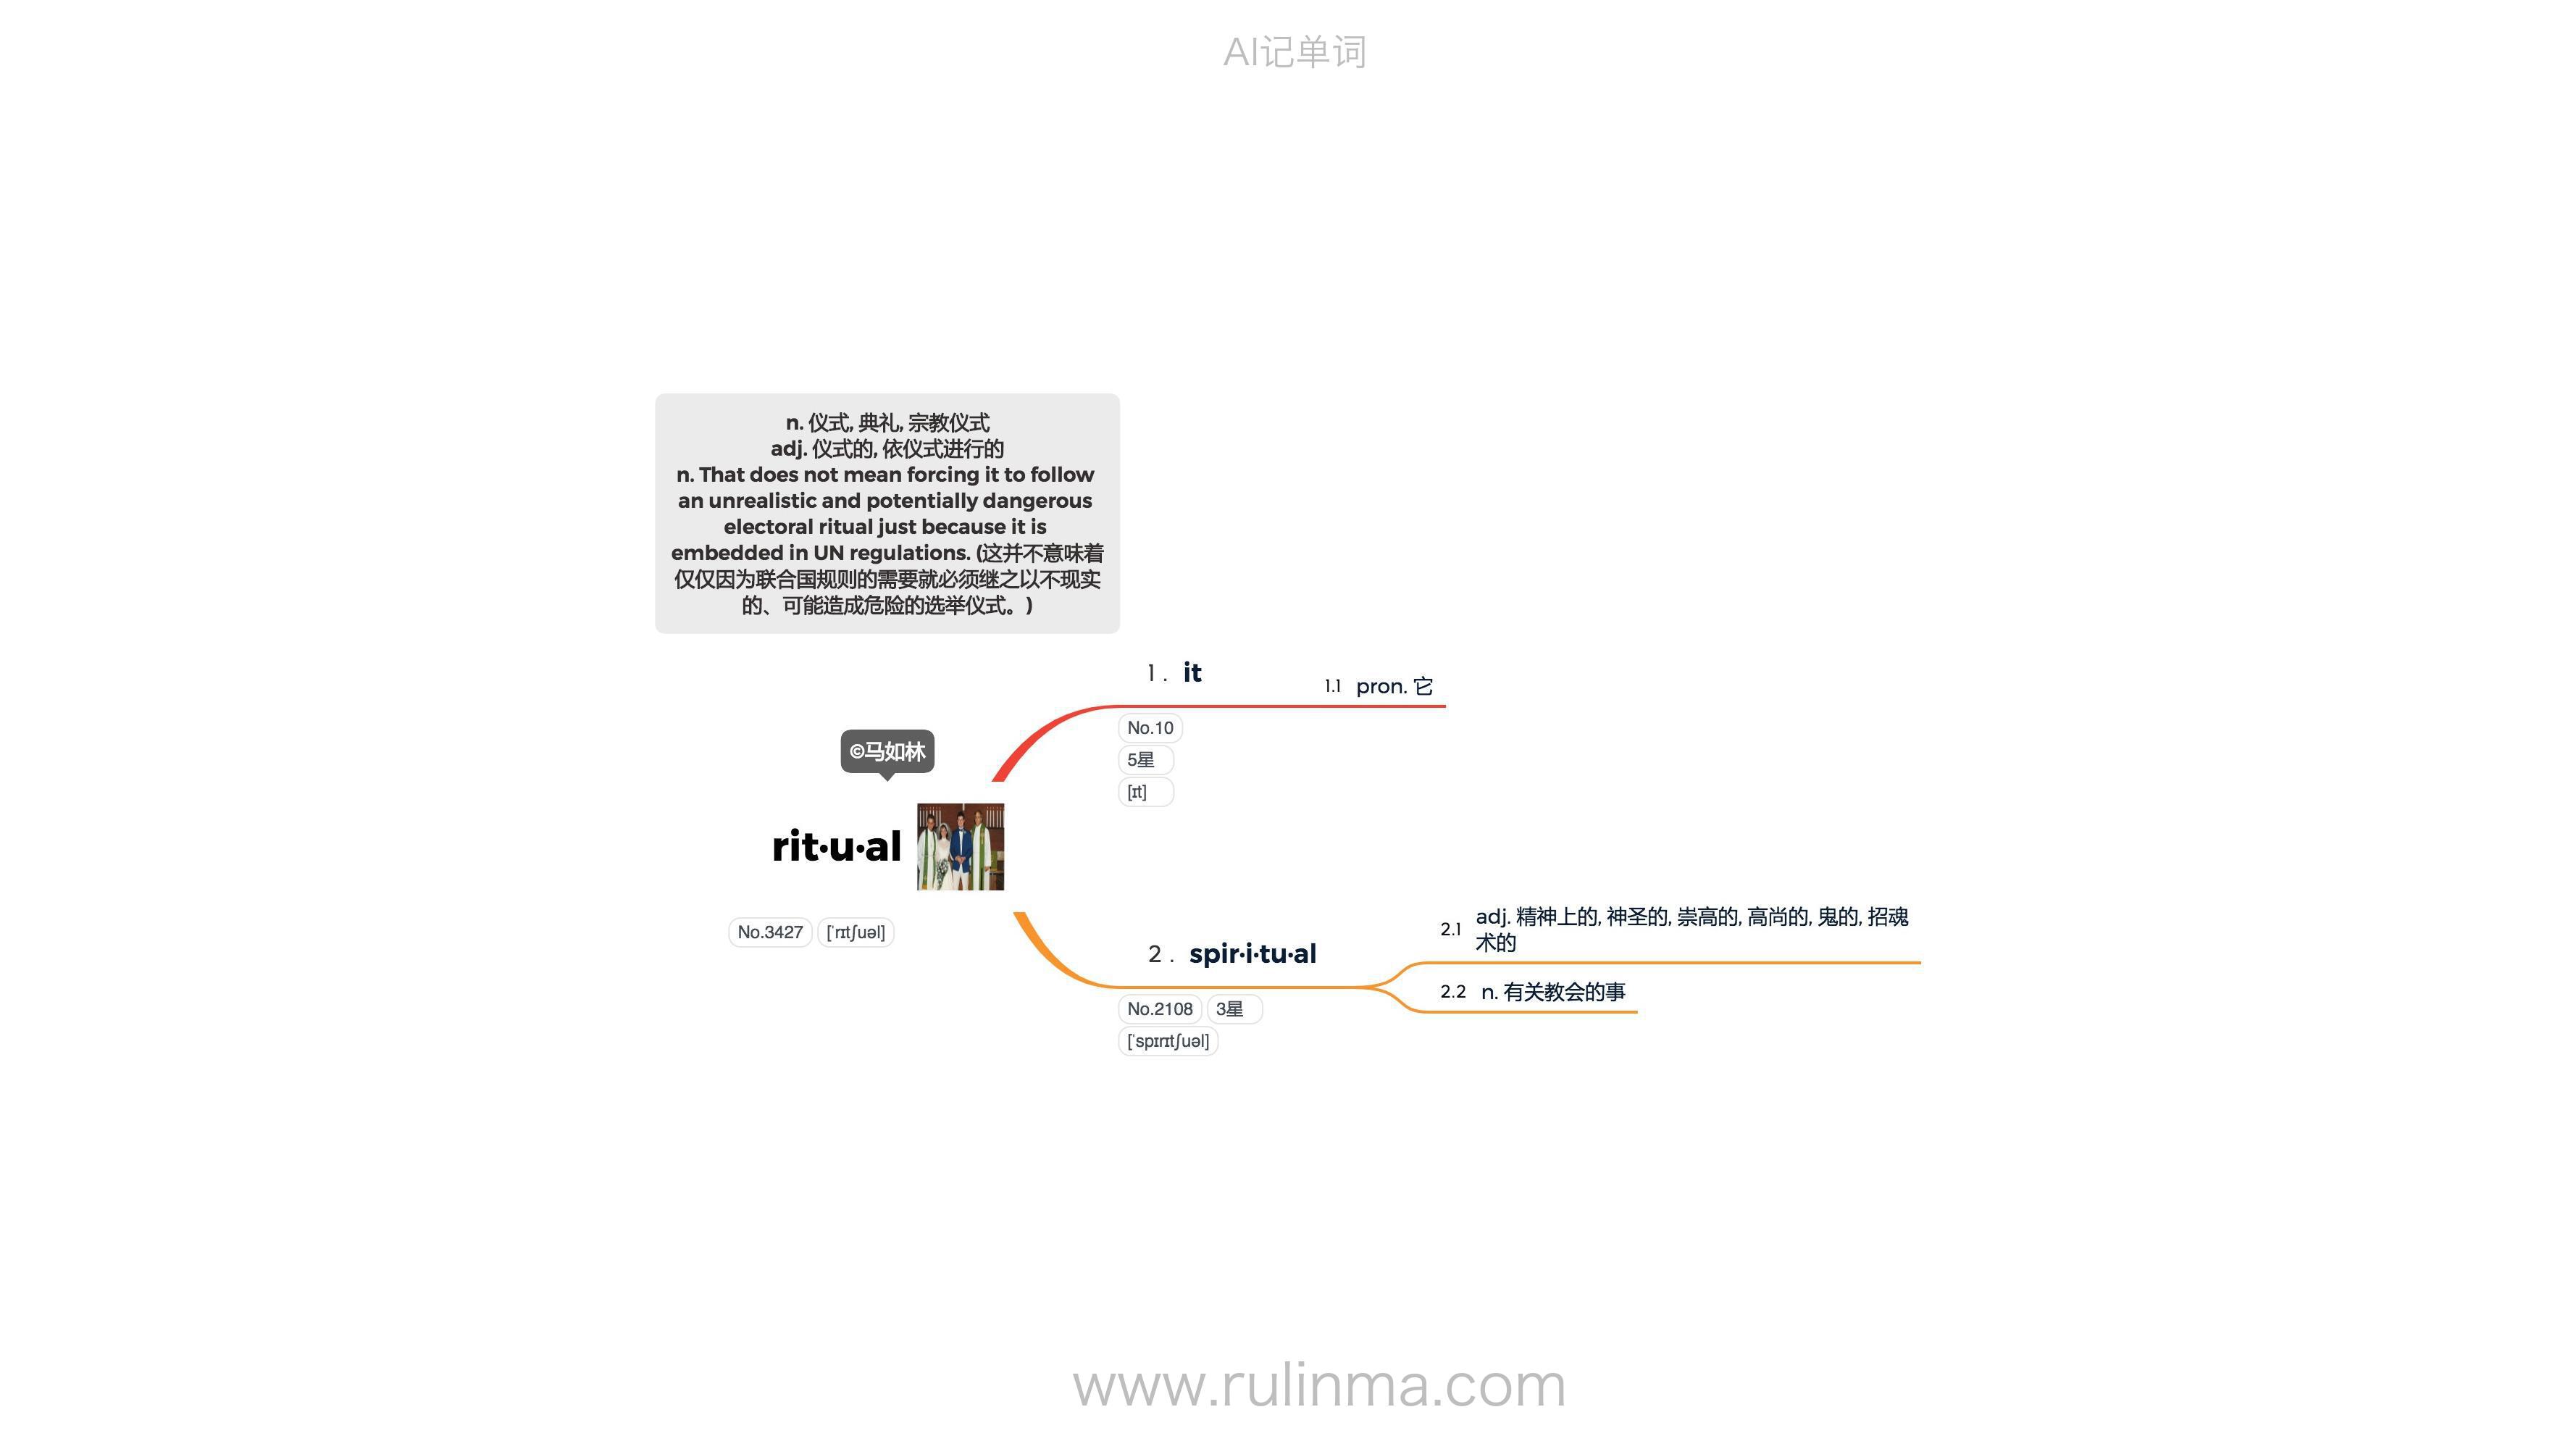 AI记单词
n. 仪式, 典礼, 宗教仪式
adj. 仪式的, 依仪式进行的
n. That does not mean forcing it to follow
an unrealistic and potentially dangerous
electoral ritual just because it is
embedded in UN regulations. (这并不意味着
仅仅因为联合国规则的需要就必须继之以不现实
的、可能造成危险的选举仪式。)
1 . it
1.1 pron. 它
No.10
5星
[ɪt]
©马如林
rit·u·al
No.3427 [ˈrɪtʃuəl]
2 . spir·i·tu·al
No.2108 3星
[ˈspɪrɪtʃuəl]
2.1 adj. 精神上的, 神圣的, 崇高的, 高尚的, 鬼的, 招魂
术的
2.2 n. 有关教会的事
www.rulinma.com